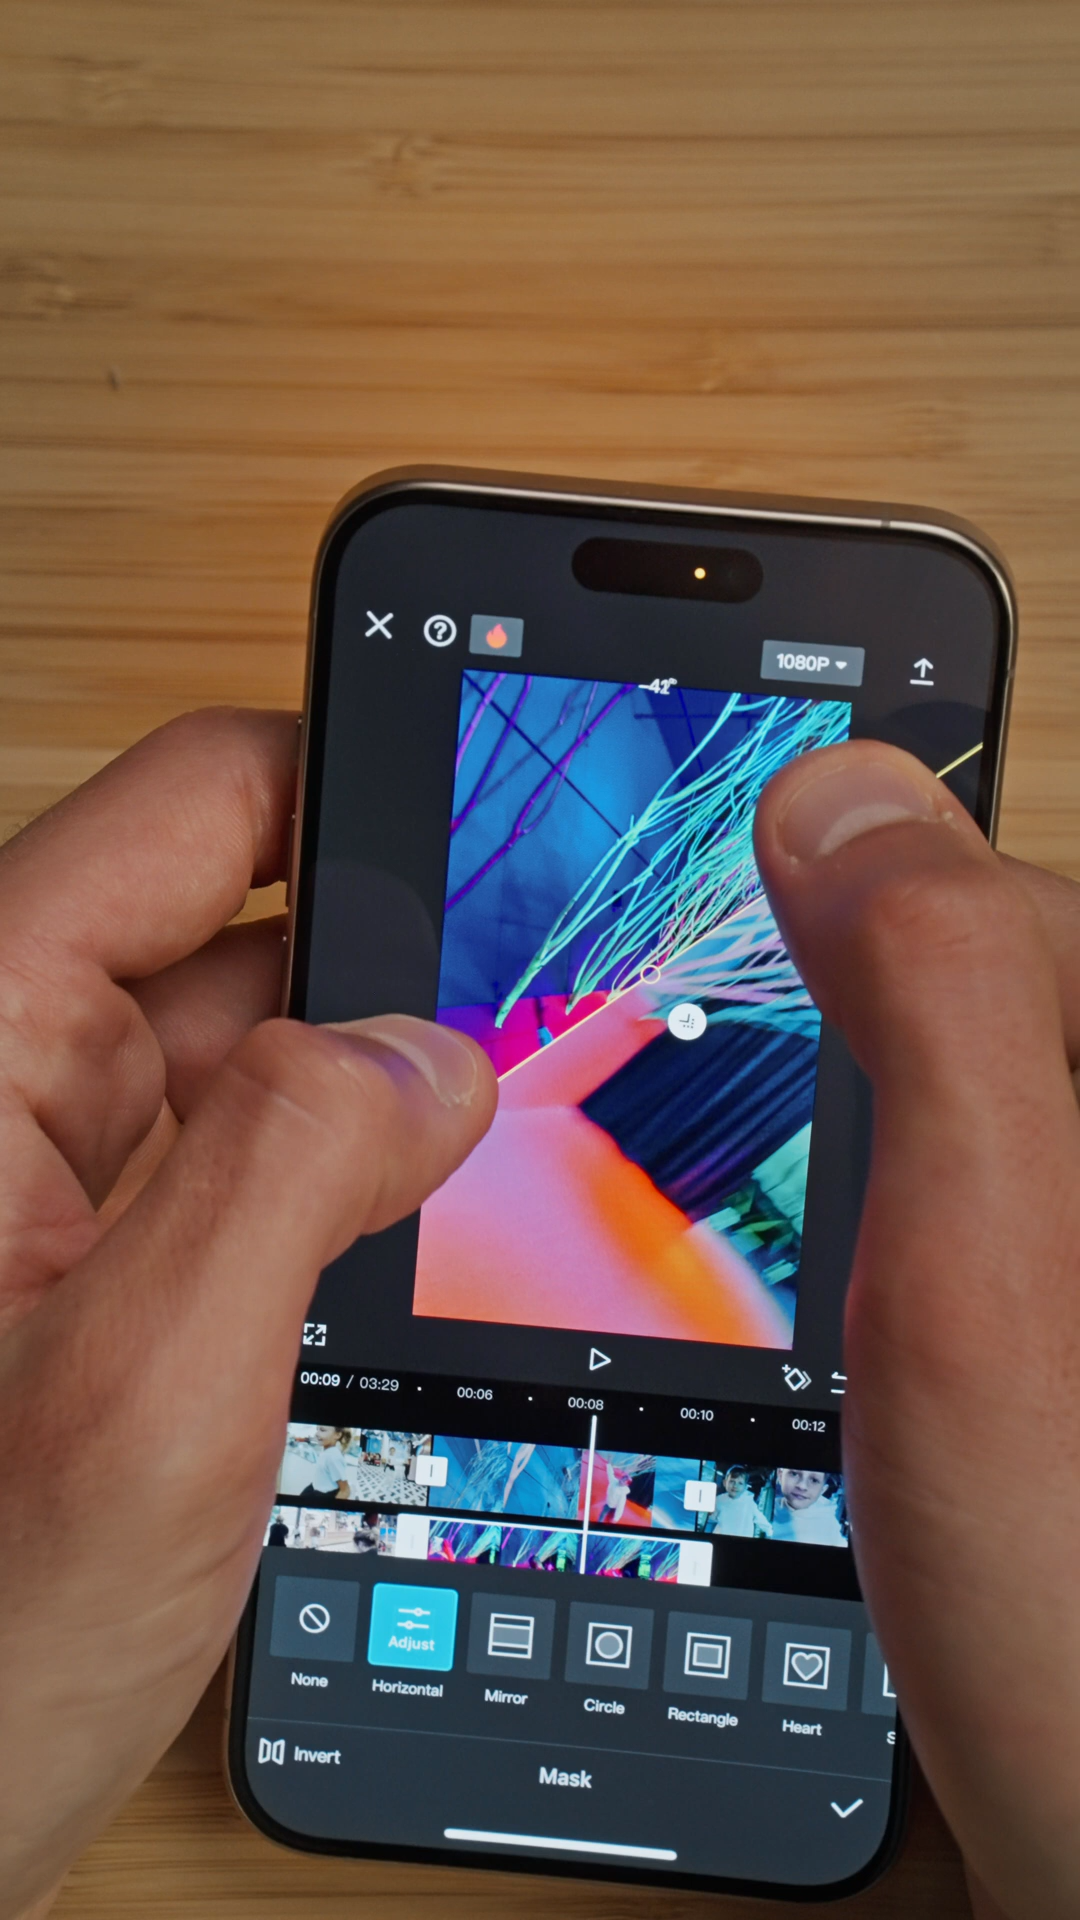 1080P
00:09 / 03:29
00:06
00:08
00:10
00:12
Adjust
None
Horizontal
Mirror
Circle
Rectangle
Heart
Invert
Mask